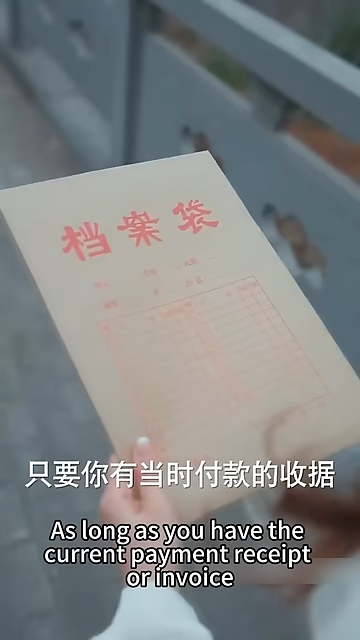 档案袋
只要你有当时付款的收据
As long as you have the
current payment receipt
or invoice